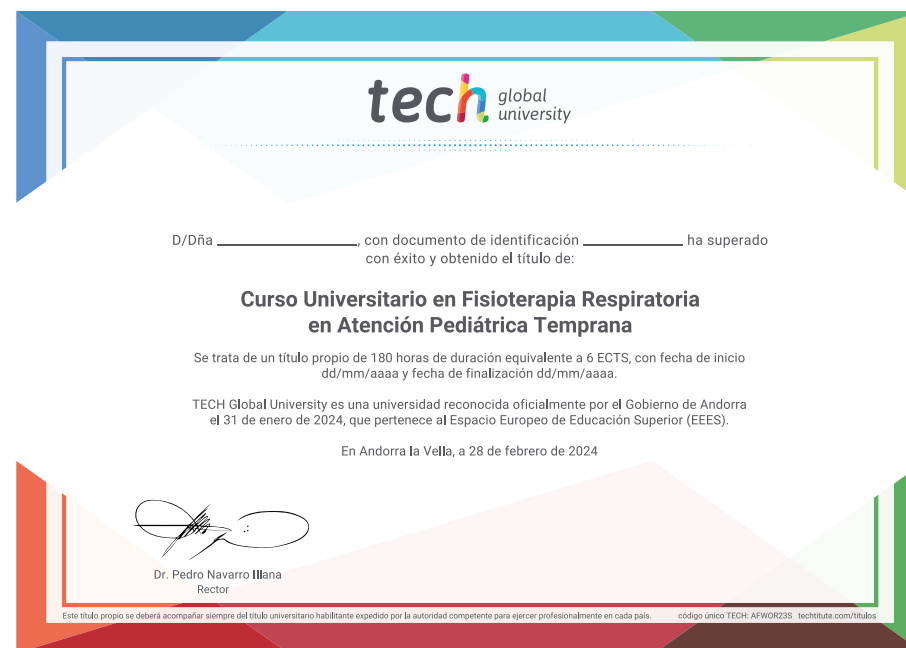 tech global university
D/Dña ____________________, con documento de identificación ______________ ha superado
con éxito y obtenido el título de:
Curso Universitario en Fisioterapia Respiratoria
en Atención Pediátrica Temprana
Se trata de un título propio de 180 horas de duración equivalente a 6 ECTS, con fecha de inicio
dd/mm/aaaa y fecha de finalización dd/mm/aaaa.
TECH Global University es una universidad reconocida oficialmente por el Gobierno de Andorra
el 31 de enero de 2024, que pertenece al Espacio Europeo de Educación Superior (EEES).
En Andorra la Vella, a 28 de febrero de 2024
Dr. Pedro Navarro Illana
Rector
Este título propio se deberá acompañar siempre del título universitario habilitante expedido por la autoridad competente para ejercer profesionalmente en cada país. código único TECH: AFWOR23S techtitute.com/titulos